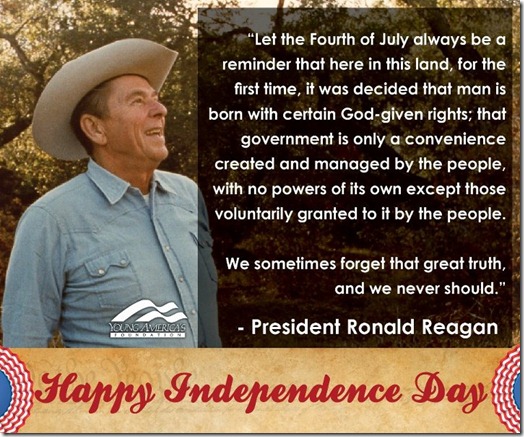 “Let the Fourth of July always be a
reminder that here in this land, for the
first time, it was decided that man is
born with certain God-given rights; that
government is only a convenience
created and managed by the people,
with no powers of its own except those
voluntarily granted to it by the people.
We sometimes forget that great truth,
and we never should.”
- President Ronald Reagan
YOUNG AMERICA'S
FOUNDATION
Happy Independence Day